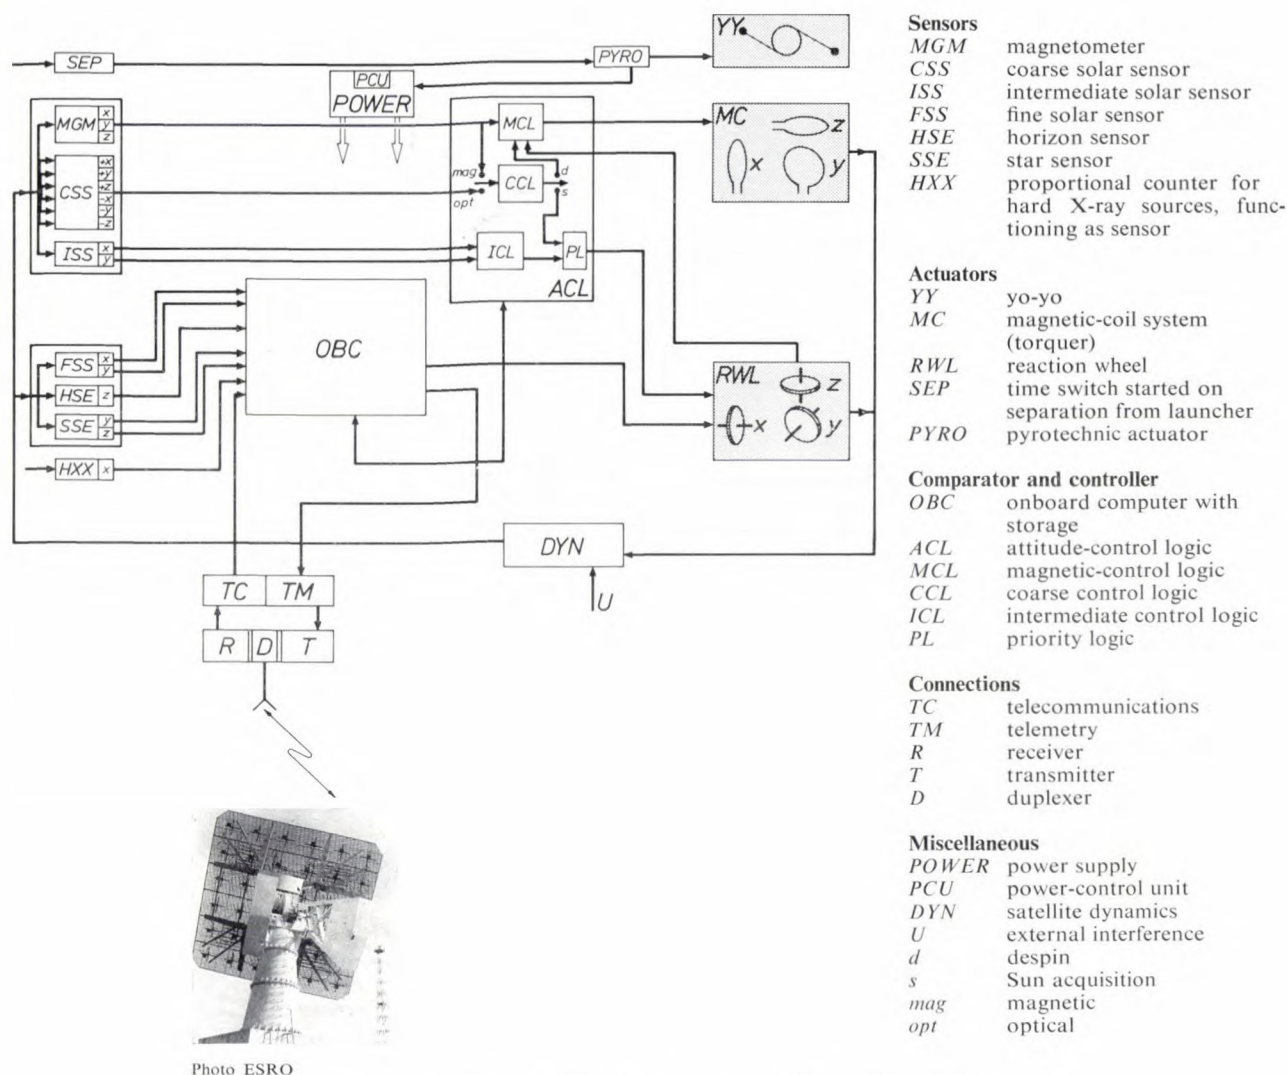 SEP
PYRO
YY
PCU
POWER
MGM x y z
MCL
MC z x y
CSS +x +y +z -x -y -z
mag
opt
CCL
d
s
ISS x y
ICL
PL
ACL
OBC
FSS x y
HSE z
SSE y z
HXX x
RWL z x y
DYN
U
TC TM
R D T
Photo ESRO
Sensors
MGM magnetometer
CSS coarse solar sensor
ISS intermediate solar sensor
FSS fine solar sensor
HSE horizon sensor
SSE star sensor
HXX proportional counter for
hard X-ray sources, func-
tioning as sensor
Actuators
YY yo-yo
MC magnetic-coil system
(torquer)
RWL reaction wheel
SEP time switch started on
separation from launcher
PYRO pyrotechnic actuator
Comparator and controller
OBC onboard computer with
storage
ACL attitude-control logic
MCL magnetic-control logic
CCL coarse control logic
ICL intermediate control logic
PL priority logic
Connections
TC telecommunications
TM telemetry
R receiver
T transmitter
D duplexer
Miscellaneous
POWER power supply
PCU power-control unit
DYN satellite dynamics
U external interference
d despin
s Sun acquisition
mag magnetic
opt optical